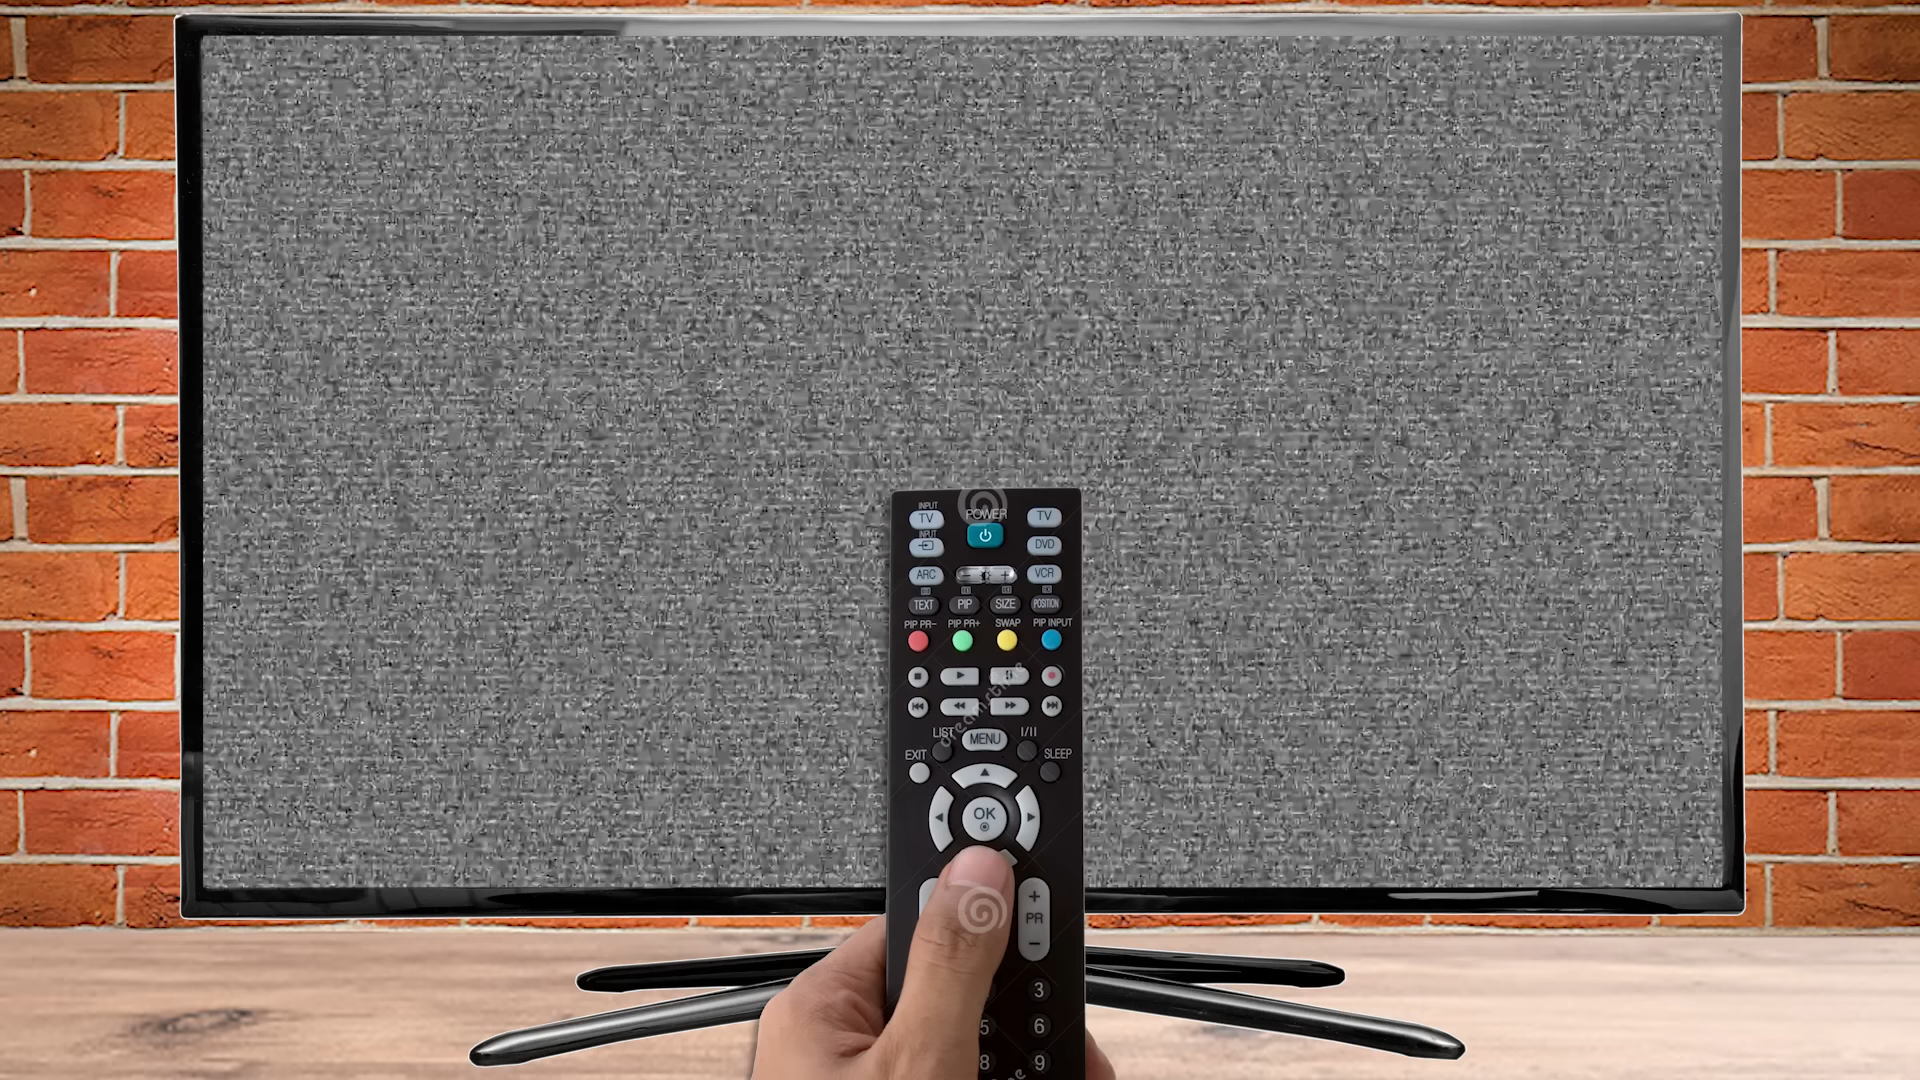 INPUT
TV
POWER
TV
INPUT
DVD
ARC
- +
VCR
TEXT
PIP
SIZE
POSITION
PIP PR-
PIP PR+
SWAP
PIP INPUT
LIST
MENU
I/II
EXIT
SLEEP
OK
+
PR
-
3
5
6
8
9
dreamstime